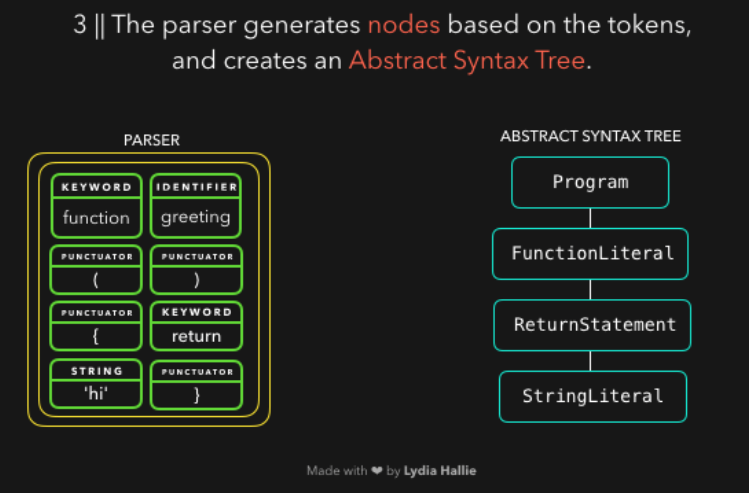 3 || The parser generates nodes based on the tokens,
and creates an Abstract Syntax Tree.
PARSER
KEYWORD
function
IDENTIFIER
greeting
PUNCTUATOR
(
PUNCTUATOR
)
PUNCTUATOR
{
KEYWORD
return
STRING
'hi'
PUNCTUATOR
}
ABSTRACT SYNTAX TREE
Program
FunctionLiteral
ReturnStatement
StringLiteral
Made with ❤ by Lydia Hallie